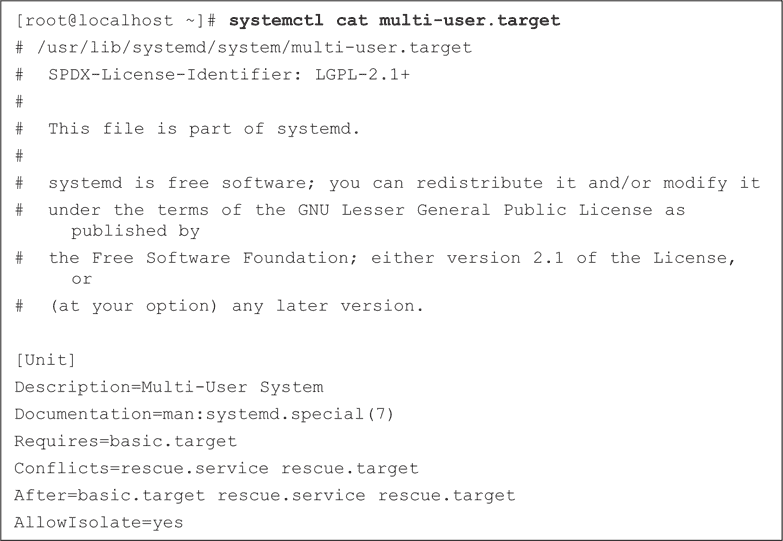 [root@localhost ~]# systemctl cat multi-user.target
# /usr/lib/systemd/system/multi-user.target
#  SPDX-License-Identifier: LGPL-2.1+
#
#  This file is part of systemd.
#
#  systemd is free software; you can redistribute it and/or modify it
#  under the terms of the GNU Lesser General Public License as
published by
#  the Free Software Foundation; either version 2.1 of the License,
or
#  (at your option) any later version.

[Unit]
Description=Multi-User System
Documentation=man:systemd.special(7)
Requires=basic.target
Conflicts=rescue.service rescue.target
After=basic.target rescue.service rescue.target
AllowIsolate=yes